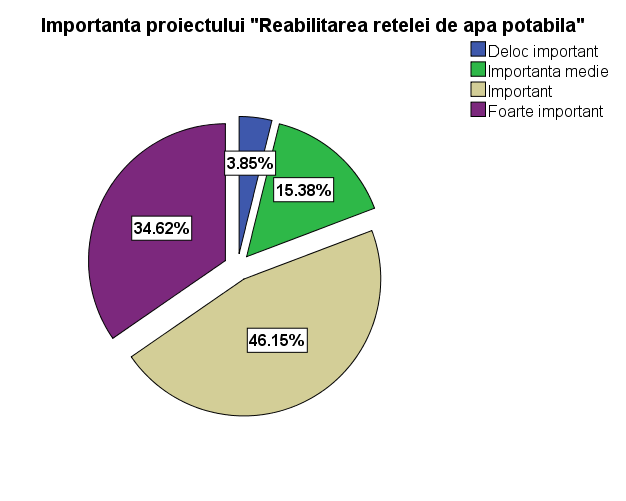 Importanta proiectului "Reabilitarea retelei de apa potabila"
Deloc important
Importanta medie
Important
Foarte important
3.85%
15.38%
34.62%
46.15%